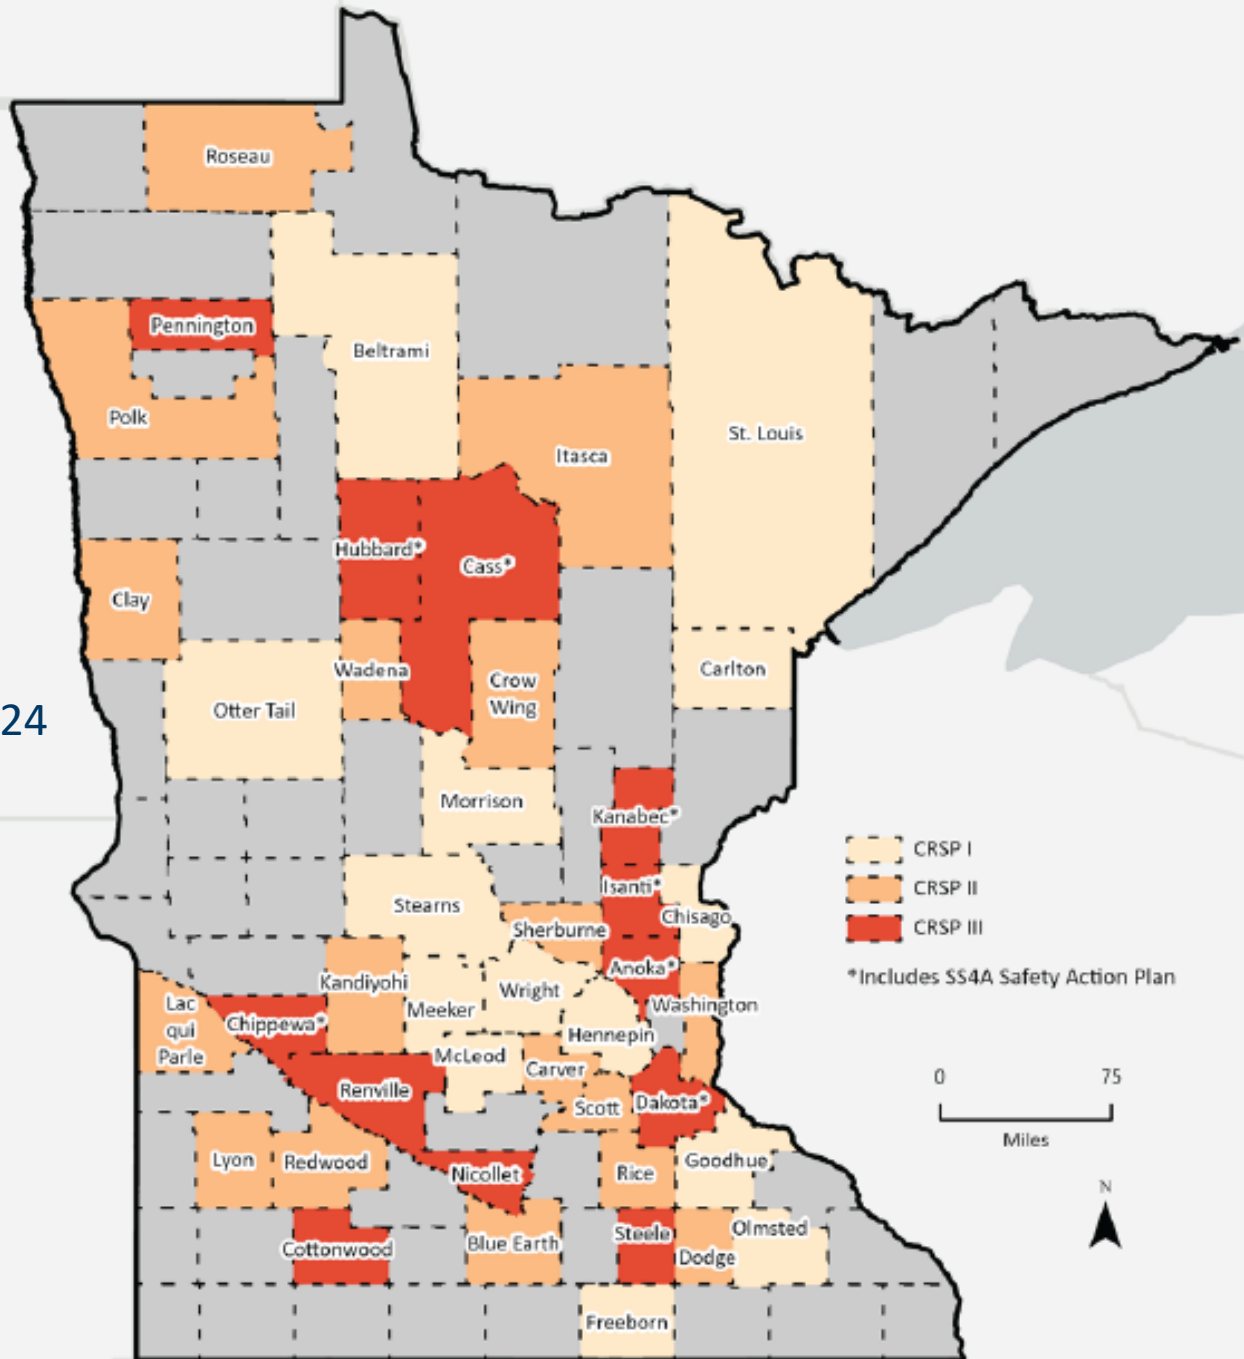 Roseau
Pennington
Beltrami
Polk
St. Louis
Itasca
Hubbard*
Cass*
Clay
Wadena
Carlton
Crow
Wing
Otter Tail
24
Morrison
Kanabec*
CRSP I
Isanti*
CRSP II
Stearns
Chisago
CRSP III
Sherburne
Anoka*
*Includes SS4A Safety Action Plan
Kandiyohi
Wright
Lac
qui
Parle
Meeker
Washington
Chippewa*
Hennepin
McLeod
Carver
Renville
0 75
Miles
Scott
Dakota*
Lyon
Redwood
Nicollet
Rice
Goodhue
N
Cottonwood
Blue Earth
Steele
Olmsted
Dodge
Freeborn